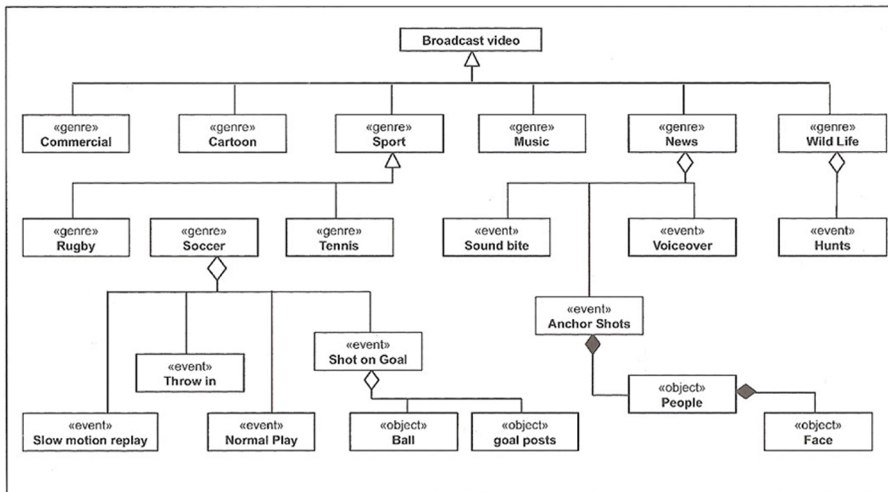 Broadcast video
«genre»
Commercial
«genre»
Cartoon
«genre»
Sport
«genre»
Music
«genre»
News
«genre»
Wild Life
«genre»
Rugby
«genre»
Soccer
«genre»
Tennis
«event»
Sound bite
«event»
Voiceover
«event»
Hunts
«event»
Anchor Shots
«event»
Shot on Goal
«event»
Throw in
«object»
People
«event»
Slow motion replay
«event»
Normal Play
«object»
Ball
«object»
goal posts
«object»
Face